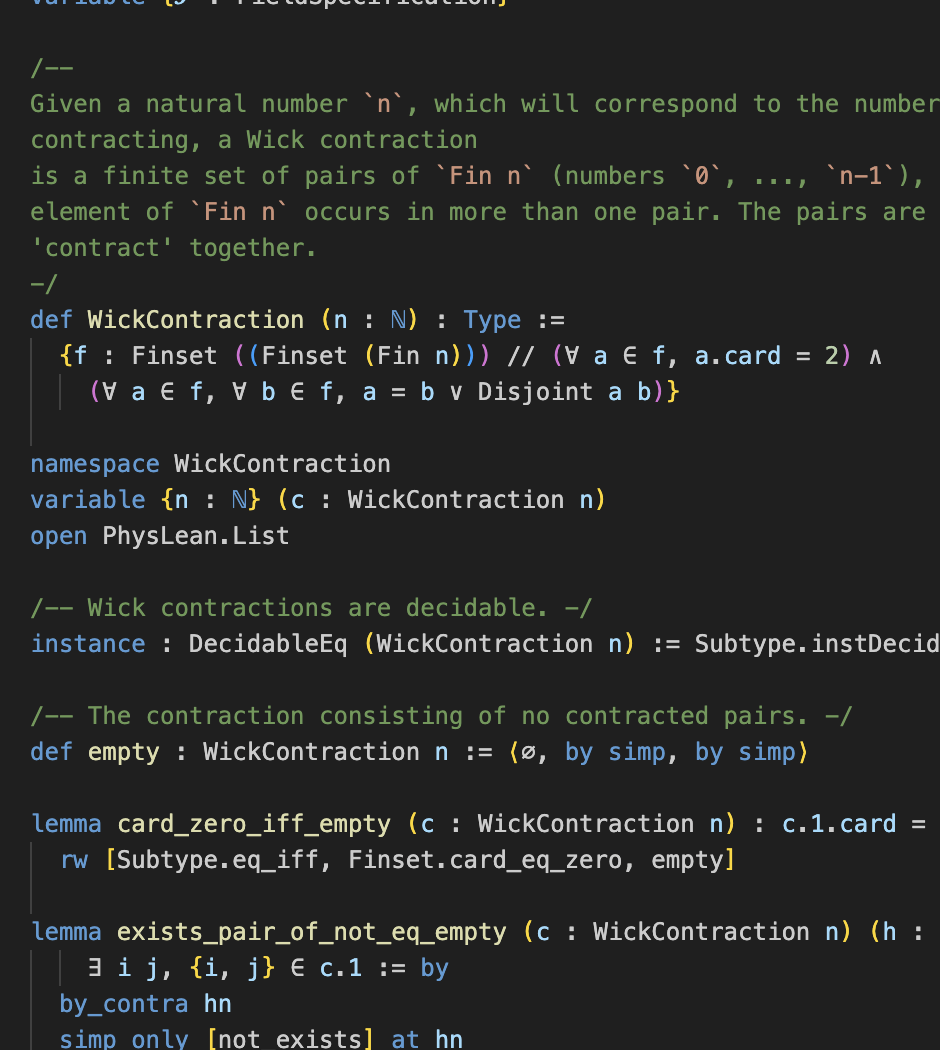 variable {𝓕 : FieldSpecification}
/--
Given a natural number `n`, which will correspond to the number
contracting, a Wick contraction
is a finite set of pairs of `Fin n` (numbers `0`, ..., `n-1`),
element of `Fin n` occurs in more than one pair. The pairs are
'contract' together.
-/
def WickContraction (n : ℕ) : Type :=
  {f : Finset ((Finset (Fin n))) // (∀ a ∈ f, a.card = 2) ∧
    (∀ a ∈ f, ∀ b ∈ f, a = b ∨ Disjoint a b)}
namespace WickContraction
variable {n : ℕ} (c : WickContraction n)
open PhysLean.List
/-- Wick contractions are decidable. -/
instance : DecidableEq (WickContraction n) := Subtype.instDecid
/-- The contraction consisting of no contracted pairs. -/
def empty : WickContraction n := ⟨∅, by simp, by simp⟩
lemma card_zero_iff_empty (c : WickContraction n) : c.1.card =
  rw [Subtype.eq_iff, Finset.card_eq_zero, empty]
lemma exists_pair_of_not_eq_empty (c : WickContraction n) (h :
    ∃ i j, {i, j} ∈ c.1 := by
  by_contra hn
  simp only [not_exists] at hn